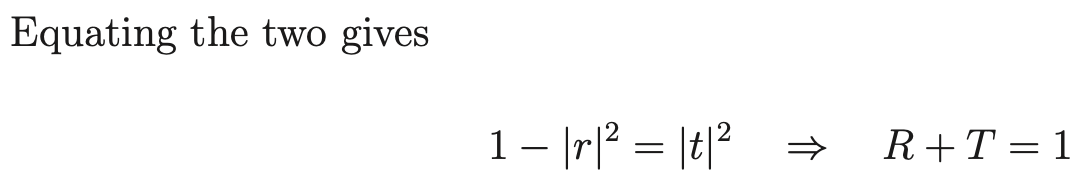 Equating the two gives
1 − |r|² = |t|² ⇒ R + T = 1